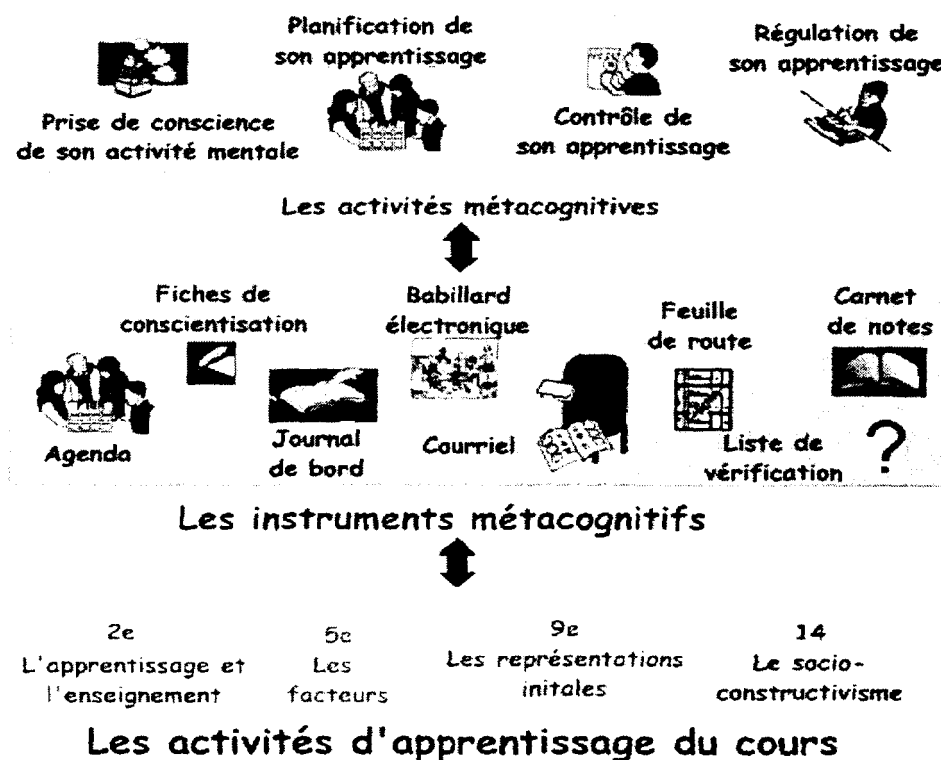 Planification de
son apprentissage
Régulation de
son apprentissage
Prise de conscience
de son activité mentale
Contrôle de
son apprentissage
Les activités métacognitives
Fiches de
conscientisation
Babillard
électronique
Feuille
de route
Carnet
de notes
Agenda
Journal
de bord
Courriel
Liste de
vérification
?
Les instruments métacognitifs
2e
L'apprentissage et
l'enseignement
5e
Les
facteurs
9e
Les représentations
initales
14
Le socio-
constructivisme
Les activités d'apprentissage du cours